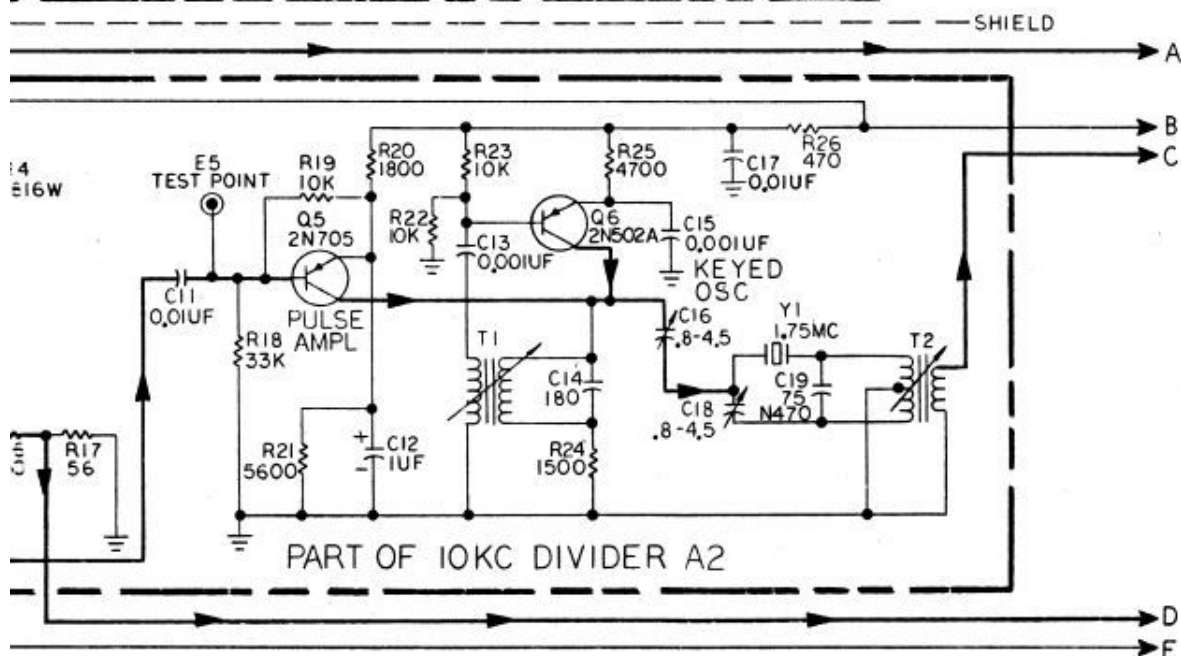 SHIELD
A
B
C
E5
TEST POINT
R19
10K
R20
1800
R23
10K
R25
4700
C17
0.01UF
R26
470
Q5
2N705
R22
10K
C13
0.001UF
Q6
2N502A
C15
0.001UF
KEYED
OSC
C11
0.01UF
PULSE
AMPL
R18
33K
T1
C14
180
C16
.8-4.5
Y1
1.75MC
T2
C19
75
N470
C18
.8-4.5
R17
56
R21
5600
+
-
C12
1UF
R24
1500
PART OF 10KC DIVIDER A2
D